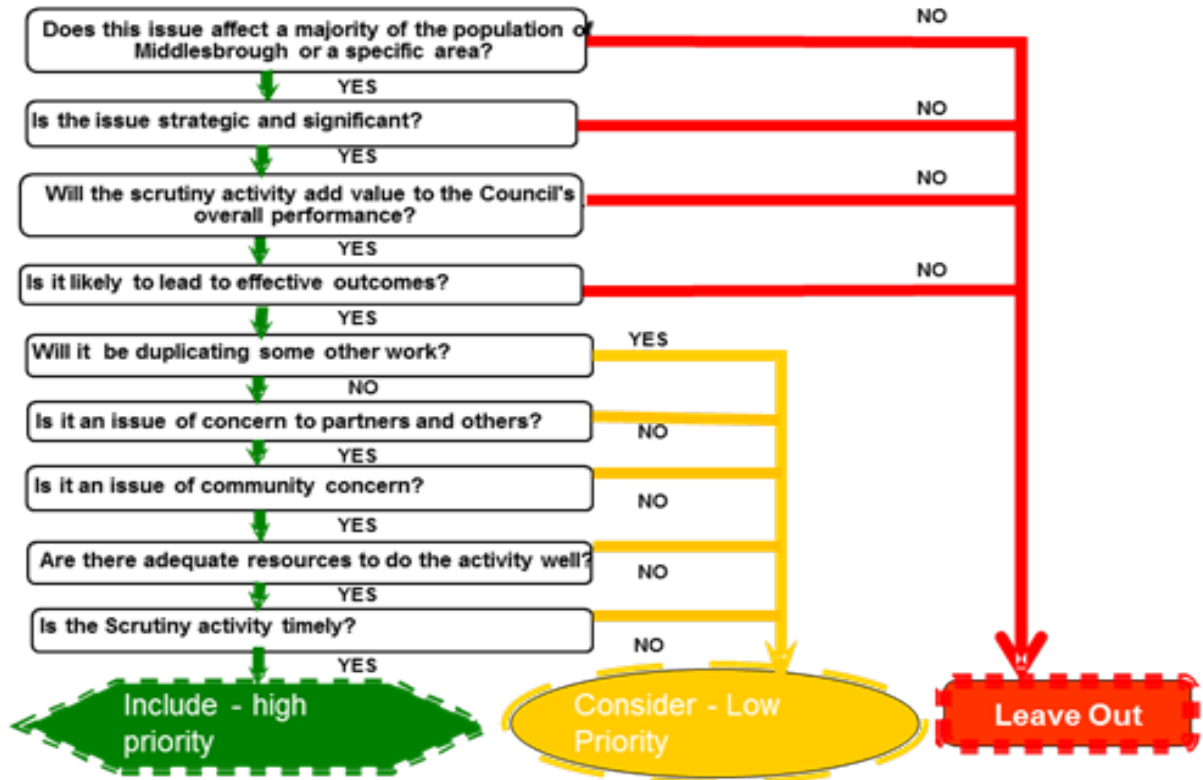 Does this issue affect a majority of the population of
Middlesbrough or a specific area?
NO
YES
Is the issue strategic and significant?
NO
YES
Will the scrutiny activity add value to the Council's
overall performance?
NO
YES
Is it likely to lead to effective outcomes?
NO
YES
Will it be duplicating some other work?
YES
NO
Is it an issue of concern to partners and others?
NO
YES
Is it an issue of community concern?
NO
YES
Are there adequate resources to do the activity well?
NO
YES
Is the Scrutiny activity timely?
NO
YES
Include - high
priority
Consider - Low
Priority
Leave Out